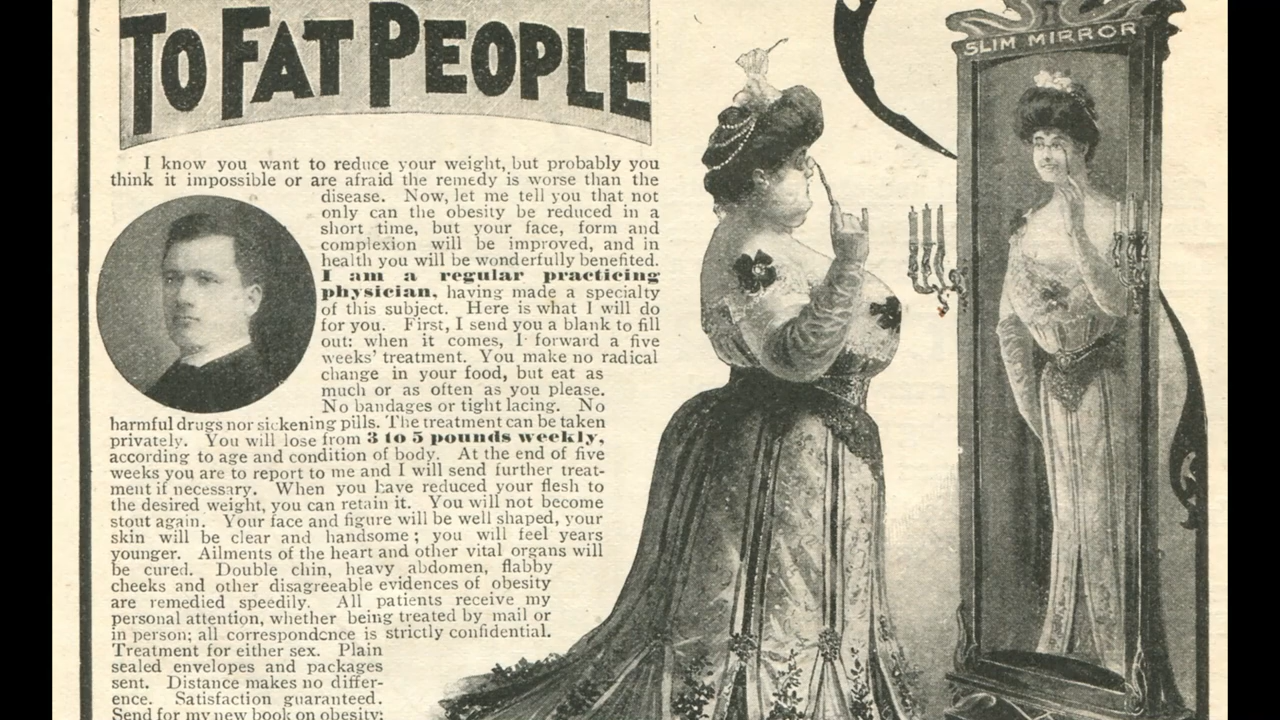 TO FAT PEOPLE
SLIM MIRROR
I know you want to reduce your weight, but probably you
think it impossible or are afraid the remedy is worse than the
disease. Now, let me tell you that not
only can the obesity be reduced in a
short time, but your face, form and
complexion will be improved, and in
health you will be wonderfully benefited.
I am a regular practicing
physician, having made a specialty
of this subject. Here is what I will do
for you. First, I send you a blank to fill
out: when it comes, I forward a five
weeks' treatment. You make no radical
change in your food, but eat as
much or as often as you please.
No bandages or tight lacing. No
harmful drugs nor sickening pills. The treatment can be taken
privately. You will lose from 3 to 5 pounds weekly,
according to age and condition of body. At the end of five
weeks you are to report to me and I will send further treat-
ment if necessary. When you have reduced your flesh to
the desired weight, you can retain it. You will not become
stout again. Your face and figure will be well shaped, your
skin will be clear and handsome; you will feel years
younger. Ailments of the heart and other vital organs will
be cured. Double chin, heavy abdomen, flabby
cheeks and other disagreeable evidences of obesity
are remedied speedily. All patients receive my
personal attention, whether being treated by mail or
in person; all correspondence is strictly confidential.
Treatment for either sex. Plain
sealed envelopes and packages
sent. Distance makes no differ-
ence. Satisfaction guaranteed.
Send for my new book on obesity;